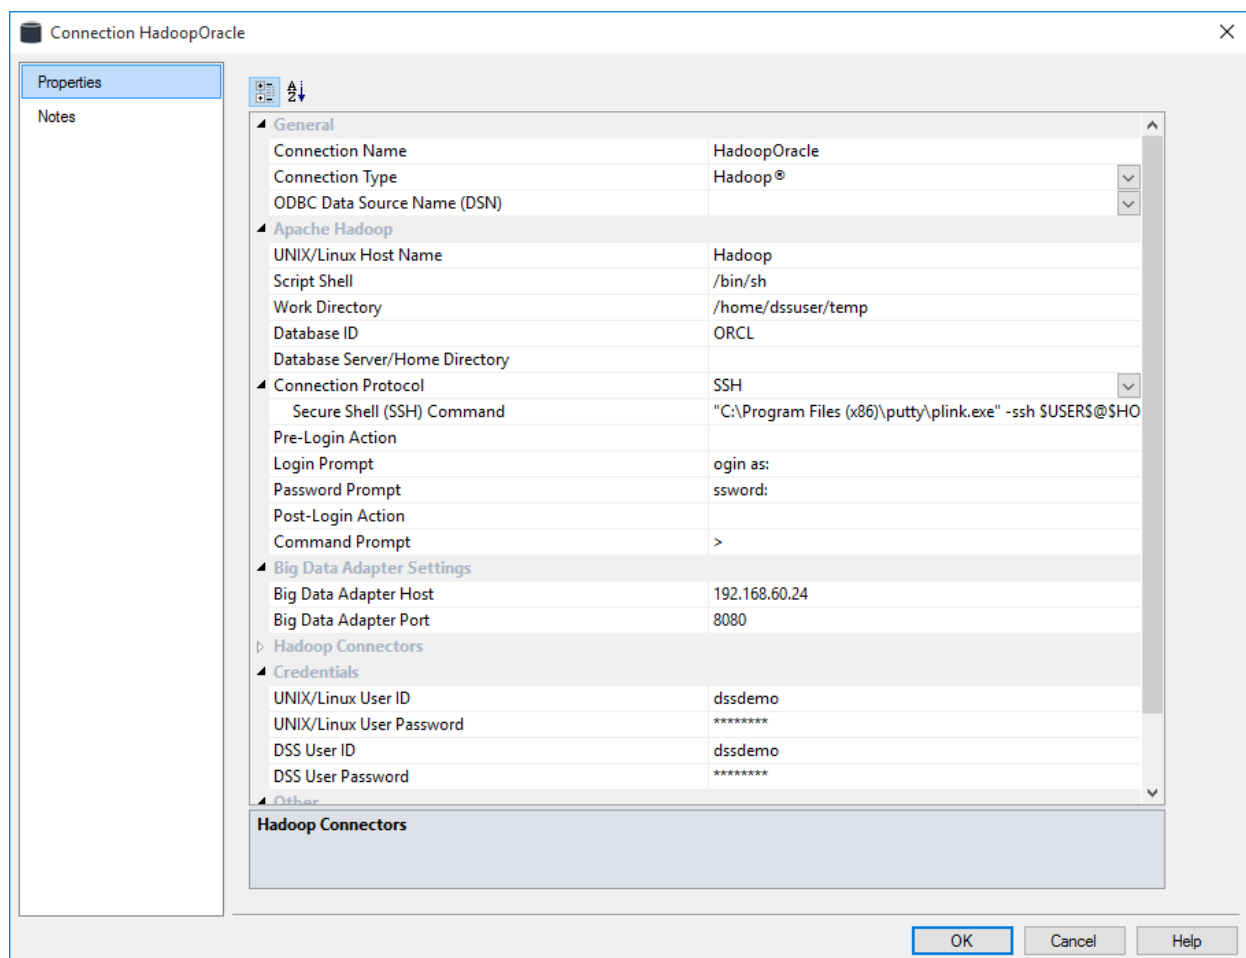 Connection HadoopOracle
Properties
Notes
General
Connection Name HadoopOracle
Connection Type Hadoop®
ODBC Data Source Name (DSN)
Apache Hadoop
UNIX/Linux Host Name Hadoop
Script Shell /bin/sh
Work Directory /home/dssuser/temp
Database ID ORCL
Database Server/Home Directory
Connection Protocol SSH
Secure Shell (SSH) Command "C:\Program Files (x86)\putty\plink.exe" -ssh $USER$@$HO
Pre-Login Action
Login Prompt ogin as:
Password Prompt ssword:
Post-Login Action
Command Prompt >
Big Data Adapter Settings
Big Data Adapter Host 192.168.60.24
Big Data Adapter Port 8080
Hadoop Connectors
Credentials
UNIX/Linux User ID dssdemo
UNIX/Linux User Password ********
DSS User ID dssdemo
DSS User Password ********
Other
Hadoop Connectors
OK Cancel Help